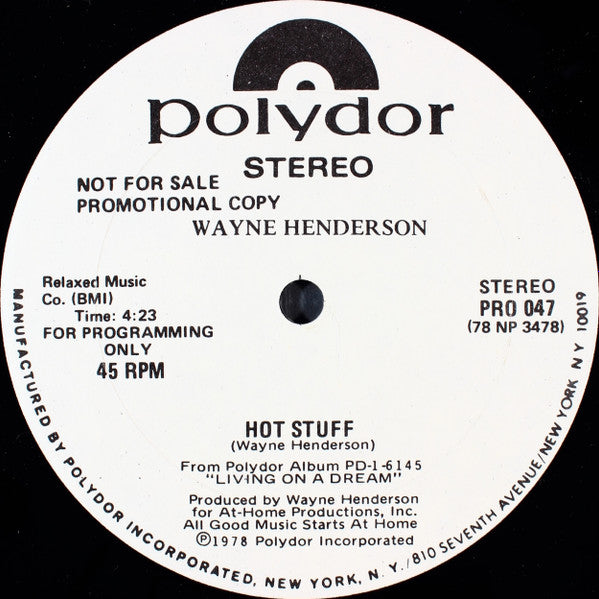 polydor
STEREO
NOT FOR SALE
PROMOTIONAL COPY
WAYNE HENDERSON
Relaxed Music
Co. (BMI)
Time: 4:23
FOR PROGRAMMING
ONLY
45 RPM
STEREO
PRO 047
(78 NP 3478)
HOT STUFF
(Wayne Henderson)
From Polydor Album PD-1-6145
"LIVING ON A DREAM"
Produced by Wayne Henderson
for At-Home Productions, Inc.
All Good Music Starts At Home
Ⓟ1978 Polydor Incorporated
MANUFACTURED BY POLYDOR INCORPORATED, NEW YORK, N. Y./810 SEVENTH AVENUE/NEW YORK N Y 10019